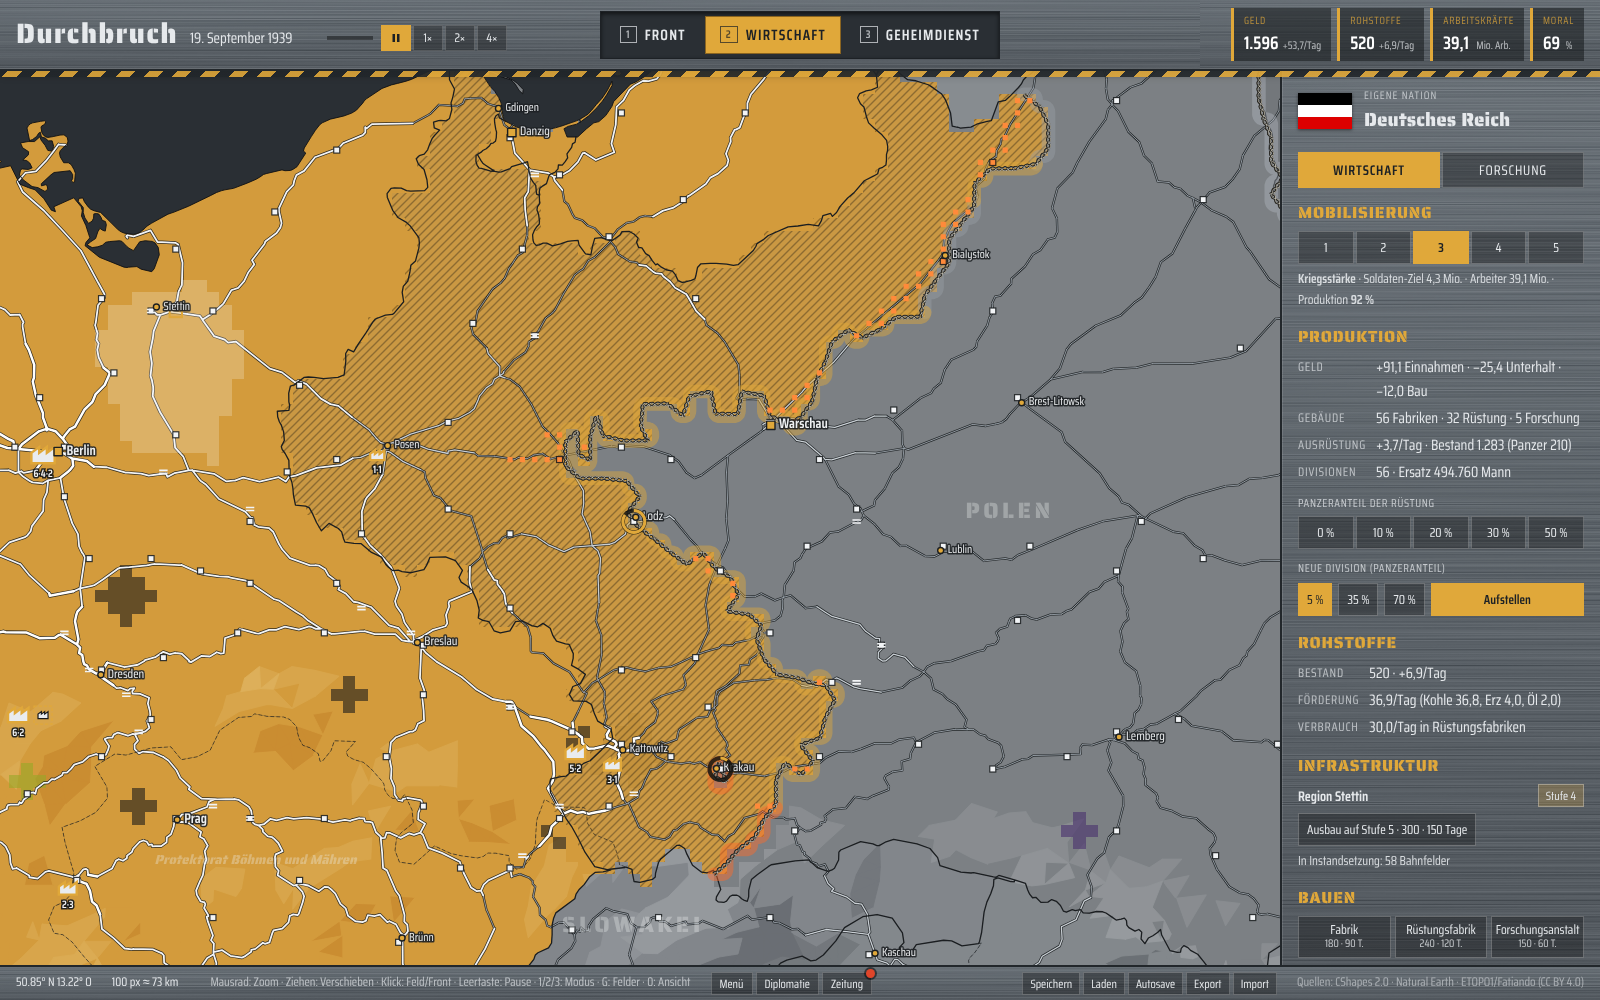 Durchbruch
19. September 1939
1×
2×
4×
1 FRONT
2 WIRTSCHAFT
3 GEHEIMDIENST
GELD
1.596 +53,7/Tag
ROHSTOFFE
520 +6,9/Tag
ARBEITSKRÄFTE
39,1 Mio. Arb.
MORAL
69 %
Gdingen
Danzig
Stettin
Bialystok
Brest-Litowsk
Warschau
Berlin
6·4·2
Posen
1·1
POLEN
Lublin
Breslau
Dresden
6·2
Kattowitz
5·2
3·1
Lemberg
Prag
Protektorat Böhmen und Mähren
2·3
SLOWAKEI
Brünn
Kaschau
EIGENE NATION
Deutsches Reich
WIRTSCHAFT
FORSCHUNG
MOBILISIERUNG
1
2
3
4
5
Kriegsstärke · Soldaten-Ziel 4,3 Mio. · Arbeiter 39,1 Mio. ·
Produktion 92 %
PRODUKTION
GELD +91,1 Einnahmen · −25,4 Unterhalt ·
−12,0 Bau
GEBÄUDE 56 Fabriken · 32 Rüstung · 5 Forschung
AUSRÜSTUNG +3,7/Tag · Bestand 1.283 (Panzer 210)
DIVISIONEN 56 · Ersatz 494.760 Mann
PANZERANTEIL DER RÜSTUNG
0 %
10 %
20 %
30 %
50 %
NEUE DIVISION (PANZERANTEIL)
5 %
35 %
70 %
Aufstellen
ROHSTOFFE
BESTAND 520 · +6,9/Tag
FÖRDERUNG 36,9/Tag (Kohle 36,8, Erz 4,0, Öl 2,0)
VERBRAUCH 30,0/Tag in Rüstungsfabriken
INFRASTRUKTUR
Region Stettin
Stufe 4
Ausbau auf Stufe 5 · 300 · 150 Tage
In Instandsetzung: 58 Bahnfelder
BAUEN
Fabrik
180 · 90 T.
Rüstungsfabrik
240 · 120 T.
Forschungsanstalt
150 · 60 T.
50.85° N 13.22° O
100 px ≈ 73 km
Mausrad: Zoom · Ziehen: Verschieben · Klick: Feld/Front · Leertaste: Pause · 1/2/3: Modus · G: Felder · O: Ansicht
Menü
Diplomatie
Zeitung
Speichern
Laden
Autosave
Export
Import
Quellen: CShapes 2.0 · Natural Earth · ETOPO1/Fatiando (CC BY 4.0)